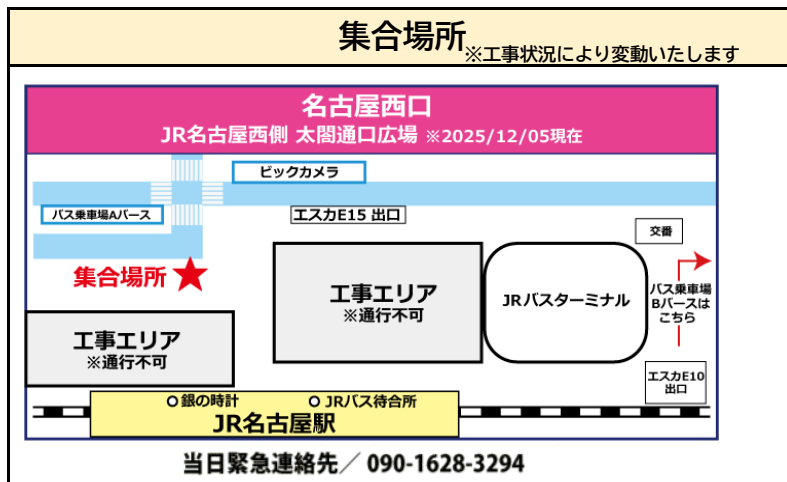 集合場所 ※工事状況により変動いたします
名古屋西口
JR名古屋西側 太閤通口広場 ※2025/12/05現在
ビックカメラ
バス乗車場Aバース
エスカE15 出口
交番
集合場所
工事エリア
※通行不可
JRバスターミナル
バス乗車場
Bバースは
こちら
工事エリア
※通行不可
エスカE10
出口
銀の時計
JRバス待合所
JR名古屋駅
当日緊急連絡先／ 090-1628-3294